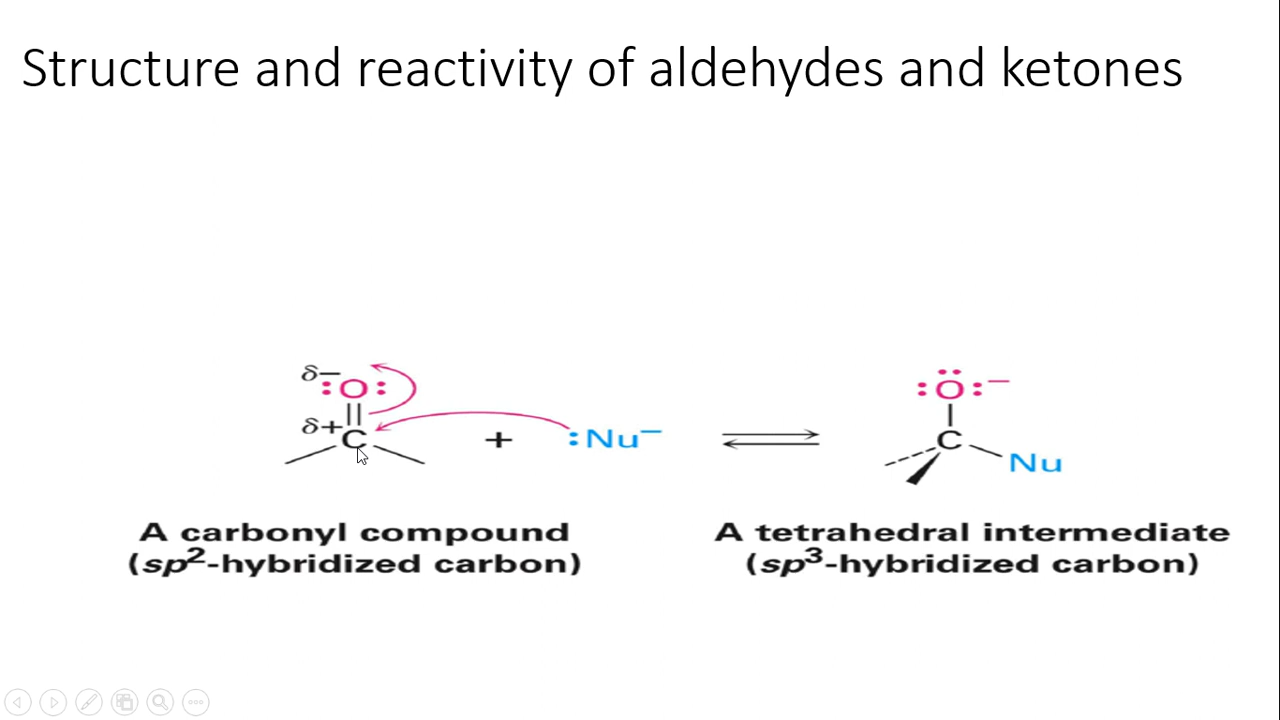 Structure and reactivity of aldehydes and ketones
δ−
:O:
δ+
C
+
:Nu−
:O:−
C
Nu
A carbonyl compound
(sp2-hybridized carbon)
A tetrahedral intermediate
(sp3-hybridized carbon)